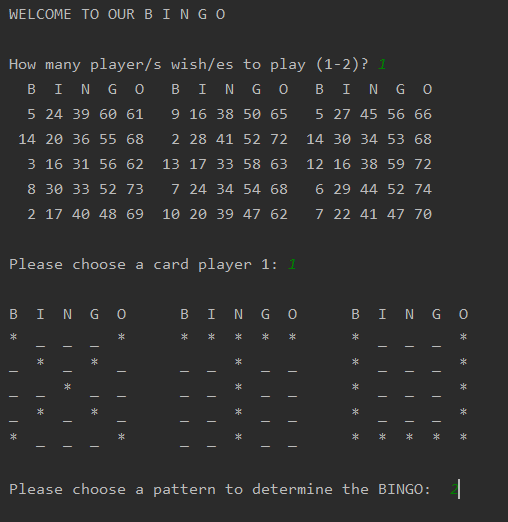 WELCOME TO OUR B I N G O
How many player/s wish/es to play (1-2)? 1
B I N G O B I N G O B I N G O
5 24 39 60 61 9 16 38 50 65 5 27 45 56 66
14 20 36 55 68 2 28 41 52 72 14 30 34 53 68
3 16 31 56 62 13 17 33 58 63 12 16 38 59 72
8 30 33 52 73 7 24 34 54 68 6 29 44 52 74
2 17 40 48 69 10 20 39 47 62 7 22 41 47 70
Please choose a card player 1: 1
B I N G O B I N G O B I N G O
* _ _ _ * * * * * * * _ _ _ *
_ * _ * _ _ _ * _ _ * _ _ _ *
_ _ * _ _ _ _ * _ _ * _ _ _ *
_ * _ * _ _ _ * _ _ * _ _ _ *
* _ _ _ * _ _ * _ _ * * * * *
Please choose a pattern to determine the BINGO: 2